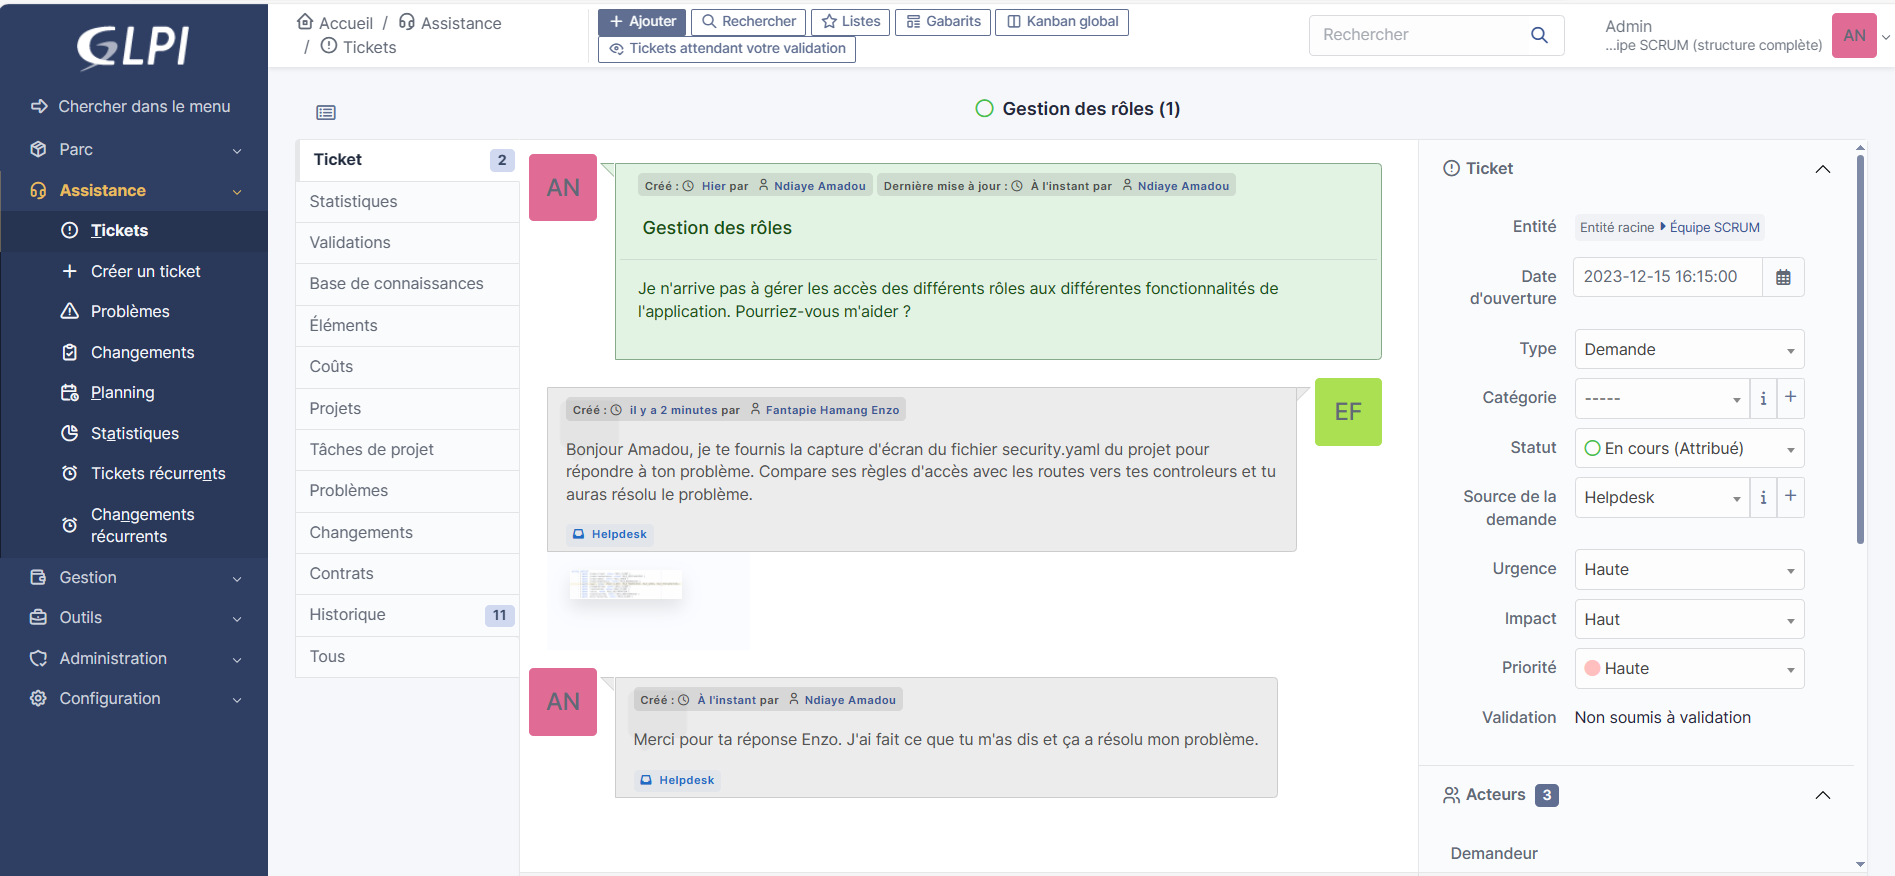 GLPI
Chercher dans le menu
Parc
Assistance
Tickets
Créer un ticket
Problèmes
Changements
Planning
Statistiques
Tickets récurrents
Changements
récurrents
Gestion
Outils
Administration
Configuration
Accueil / Assistance
/ Tickets
Ajouter
Rechercher
Listes
Gabarits
Kanban global
Tickets attendant votre validation
Rechercher
Admin
...ipe SCRUM (structure complète)
AN
Gestion des rôles (1)
Ticket 2
Statistiques
Validations
Base de connaissances
Éléments
Coûts
Projets
Tâches de projet
Problèmes
Changements
Contrats
Historique 11
Tous
AN
Créé : Hier par Ndiaye Amadou Dernière mise à jour : À l'instant par Ndiaye Amadou
Gestion des rôles
Je n'arrive pas à gérer les accès des différents rôles aux différentes fonctionnalités de
l'application. Pourriez-vous m'aider ?
EF
Créé : il y a 2 minutes par Fantapie Hamang Enzo
Bonjour Amadou, je te fournis la capture d'écran du fichier security.yaml du projet pour
répondre à ton problème. Compare ses règles d'accès avec les routes vers tes controleurs et tu
auras résolu le problème.
Helpdesk
AN
Créé : À l'instant par Ndiaye Amadou
Merci pour ta réponse Enzo. J'ai fait ce que tu m'as dis et ça a résolu mon problème.
Helpdesk
Ticket
Entité Entité racine Équipe SCRUM
Date
d'ouverture
2023-12-15 16:15:00
Type Demande
Catégorie ----- i +
Statut En cours (Attribué)
Source de la
demande
Helpdesk i +
Urgence Haute
Impact Haut
Priorité Haute
Validation Non soumis à validation
Acteurs 3
Demandeur